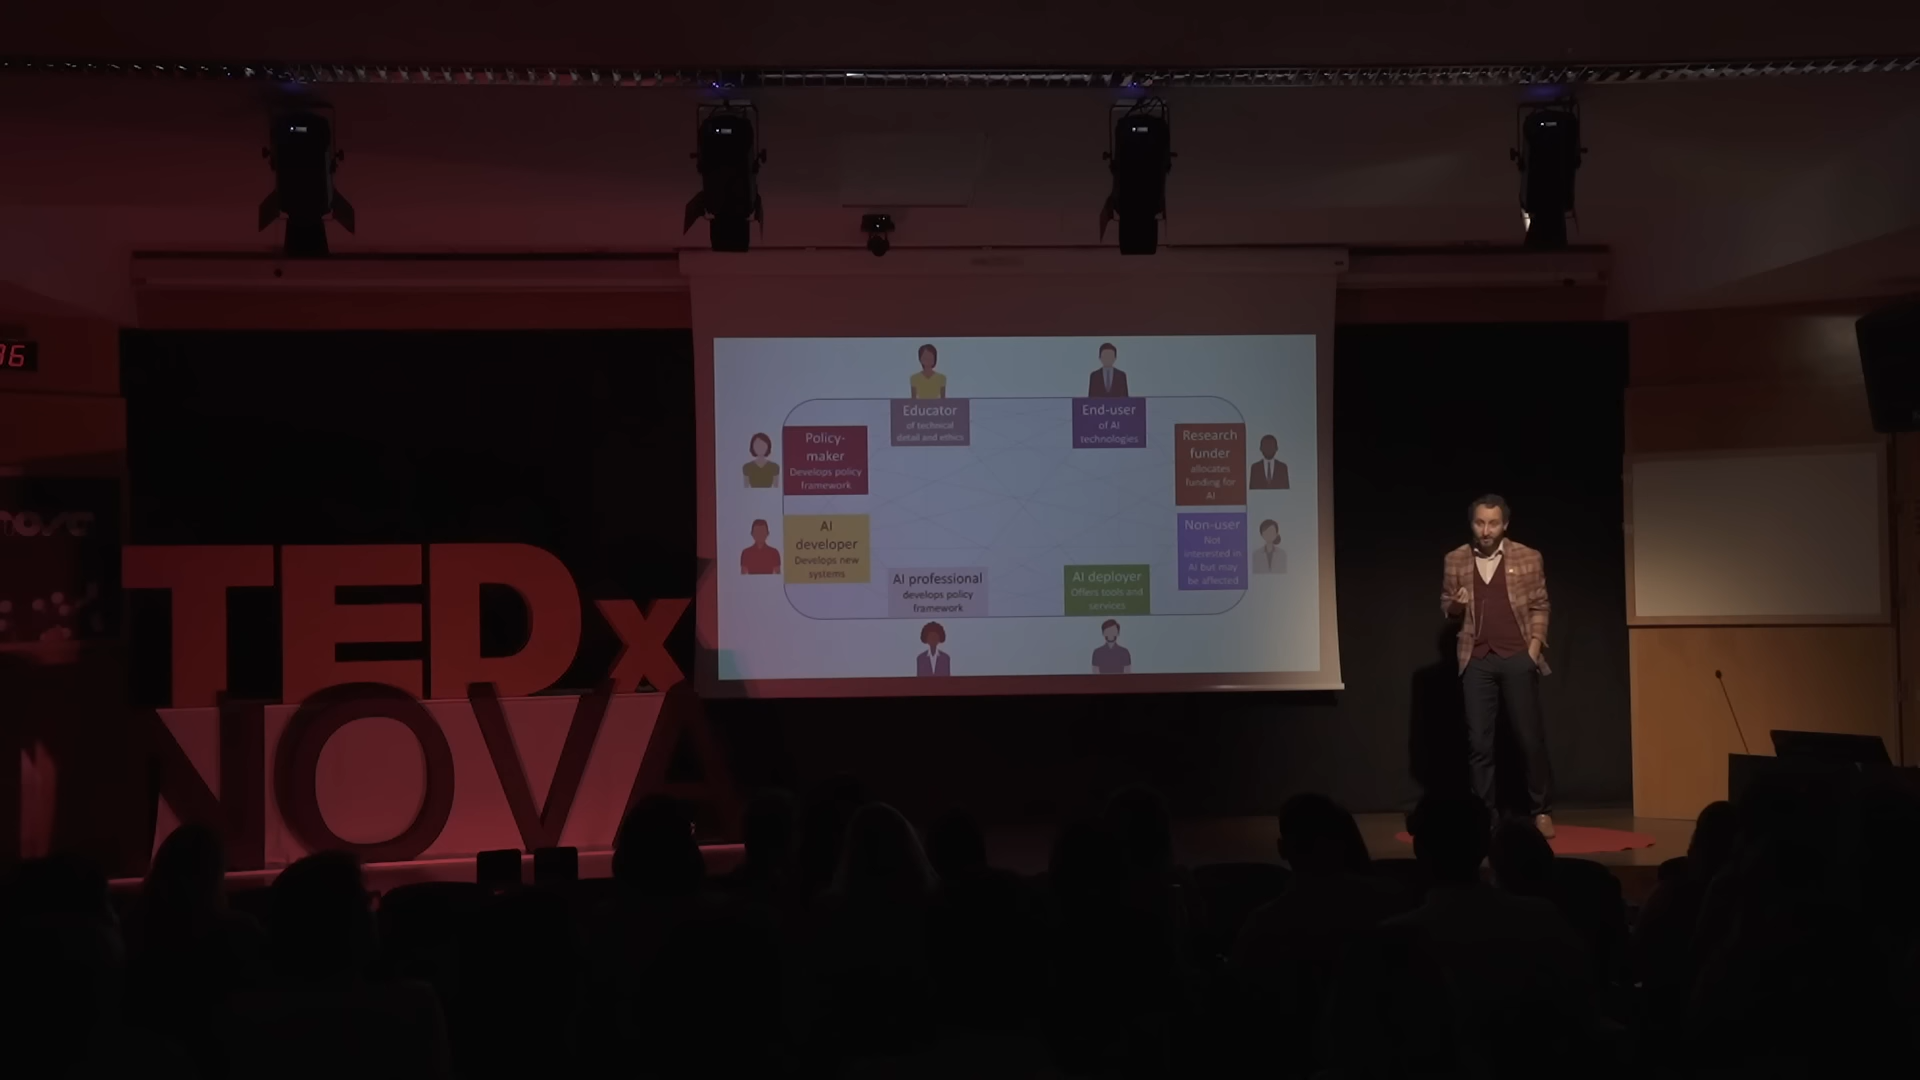 Educator
of technical
detail and ethics
End-user
of AI
technologies
Policy-
maker
Develops policy
framework
Research
funder
allocates
funding for
AI
AI
developer
Develops new
systems
Non-user
Not
interested in
AI but may
be affected
AI professional
develops policy
framework
AI deployer
Offers tools and
services
TEDx
NOVA